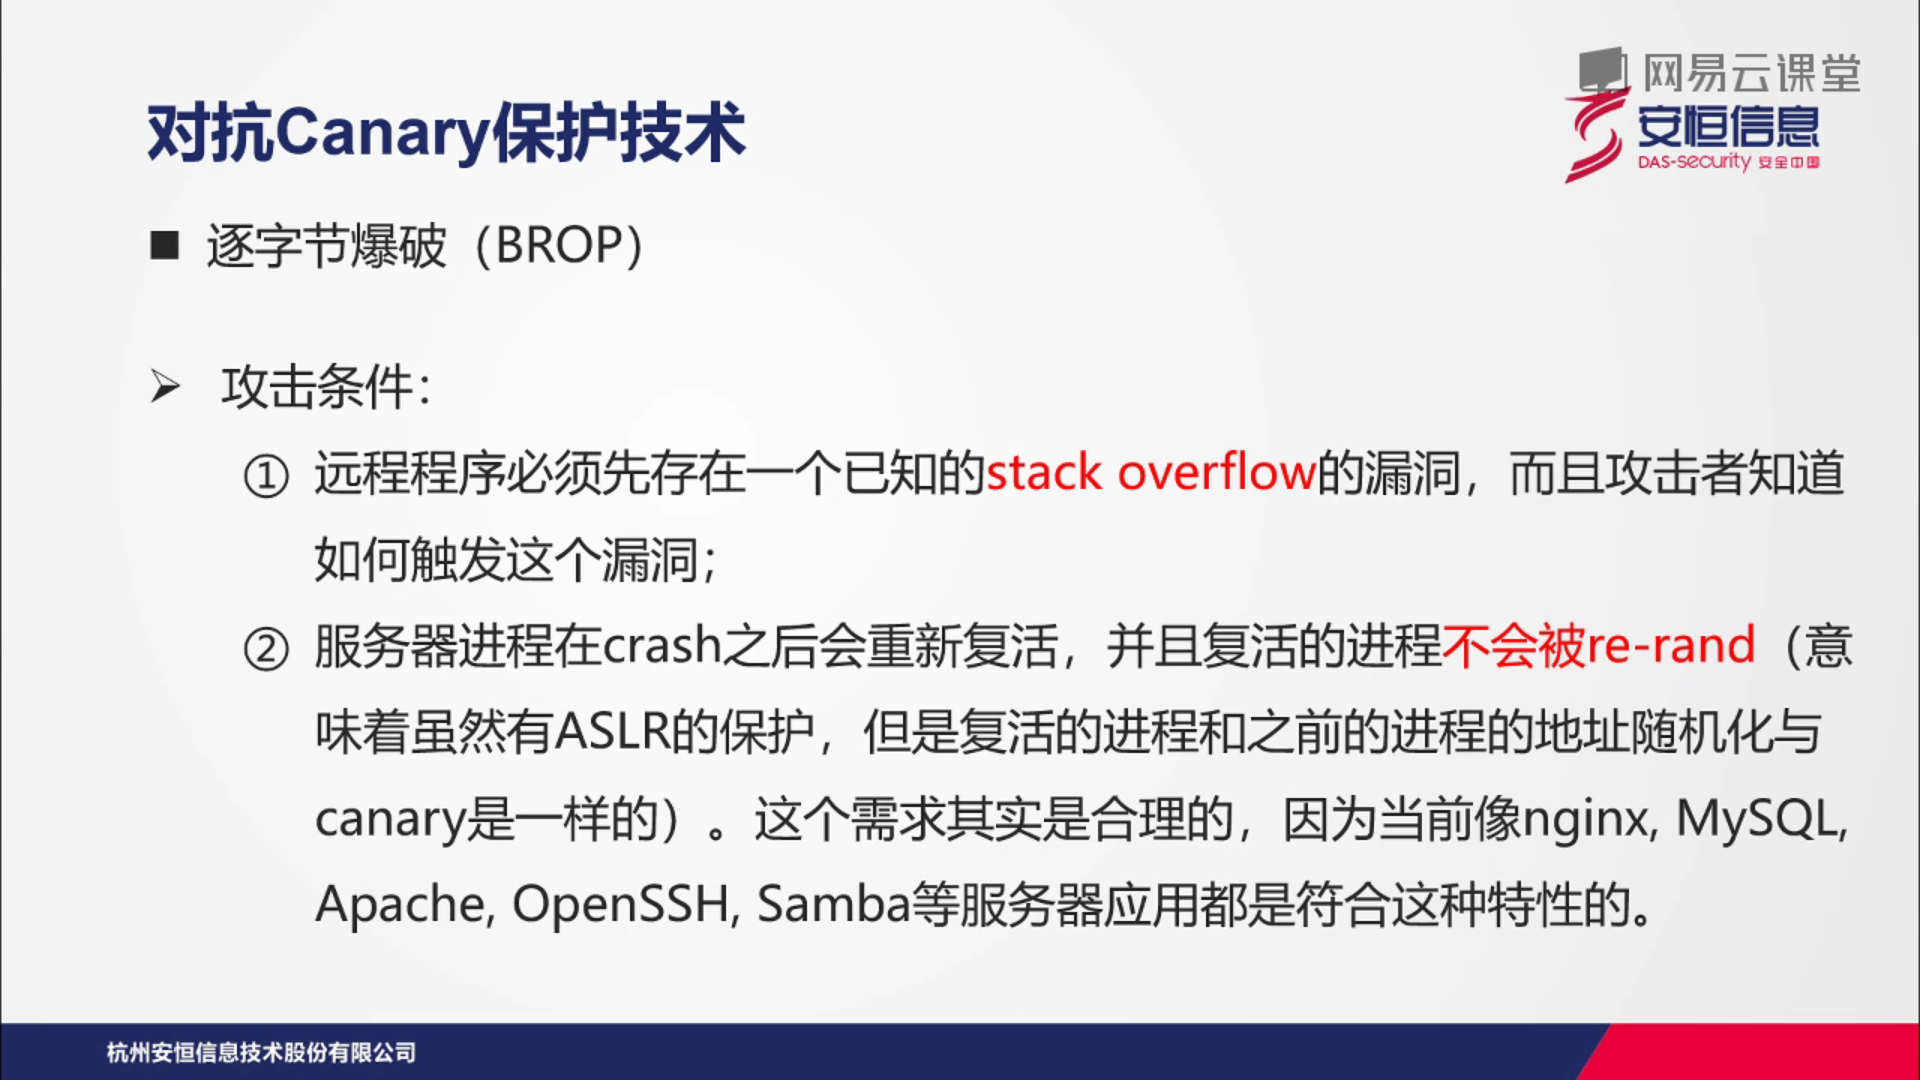 网易云课堂
安恒信息
DAS-security 安全中国
对抗Canary保护技术
■ 逐字节爆破（BROP）
➢ 攻击条件：
① 远程程序必须先存在一个已知的stack overflow的漏洞，而且攻击者知道
如何触发这个漏洞；
② 服务器进程在crash之后会重新复活，并且复活的进程不会被re-rand（意
味着虽然有ASLR的保护，但是复活的进程和之前的进程的地址随机化与
canary是一样的）。这个需求其实是合理的，因为当前像nginx, MySQL,
Apache, OpenSSH, Samba等服务器应用都是符合这种特性的。
杭州安恒信息技术股份有限公司